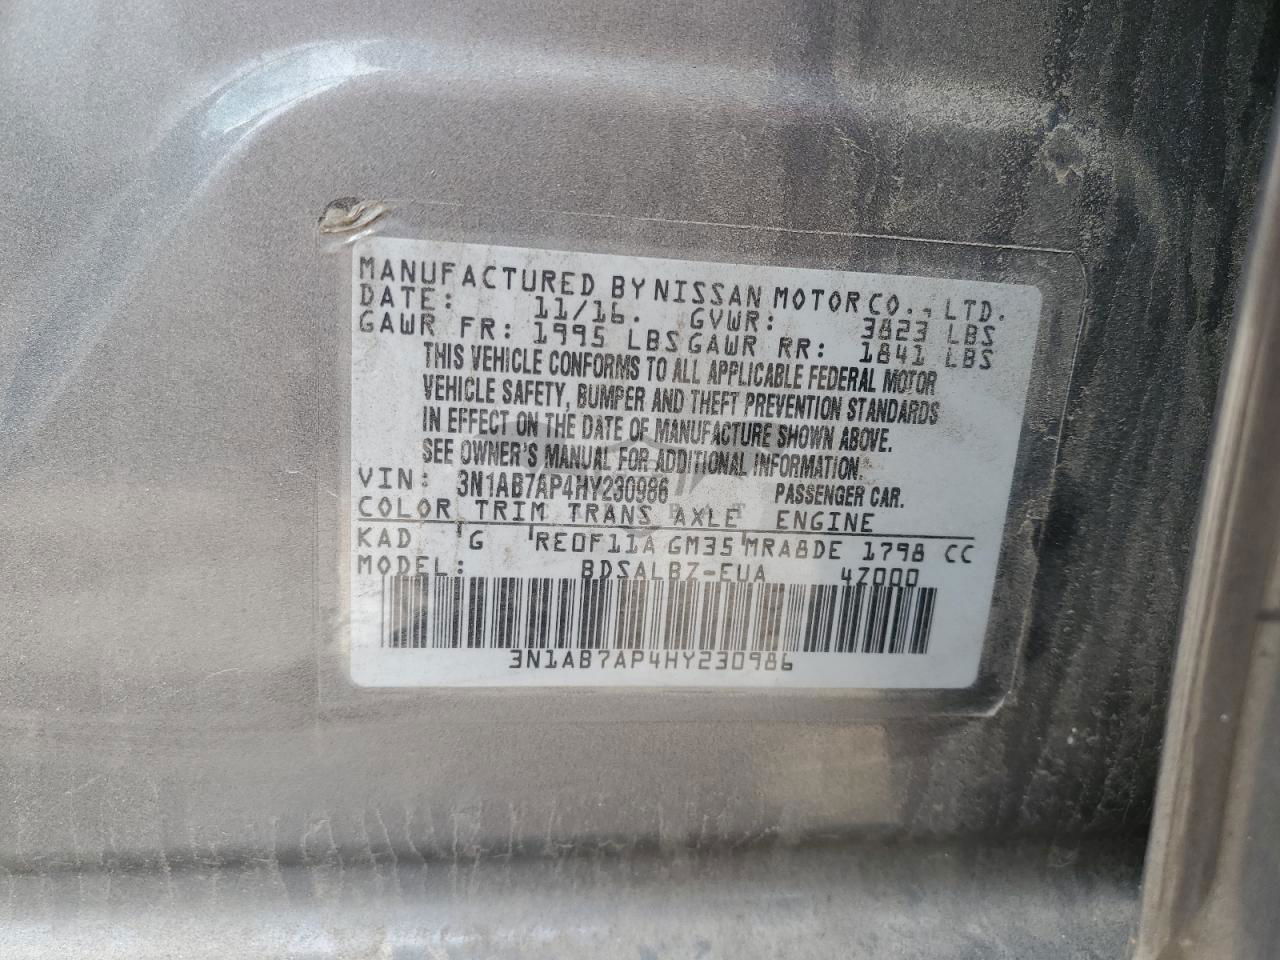 MANUFACTURED BY NISSAN MOTOR CO., LTD.
DATE: 11/16. GVWR: 3823 LBS
GAWR FR: 1995 LBS GAWR RR: 1841 LBS
THIS VEHICLE CONFORMS TO ALL APPLICABLE FEDERAL MOTOR
VEHICLE SAFETY, BUMPER AND THEFT PREVENTION STANDARDS
IN EFFECT ON THE DATE OF MANUFACTURE SHOWN ABOVE.
SEE OWNER'S MANUAL FOR ADDITIONAL INFORMATION.
VIN: 3N1AB7AP4HY230986 PASSENGER CAR.
COLOR TRIM TRANS AXLE ENGINE
KAD G RE0F11A GM35 MRA8DE 1798 CC
MODEL: BDSALBZ-EUA 4Z000
3N1AB7AP4HY230986